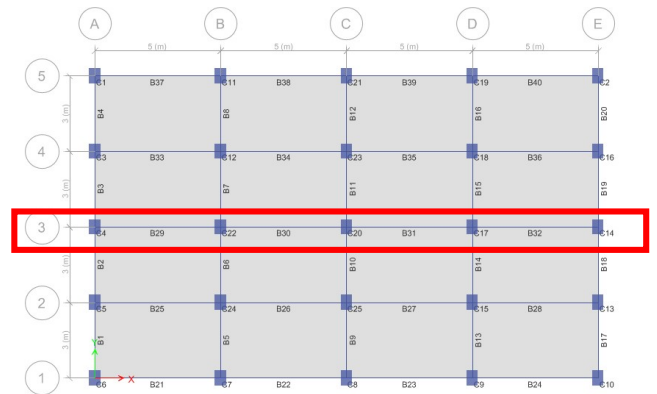 A B C D E
5 (m) 5 (m) 5 (m) 5 (m)
5 C1 B37 C11 B38 C21 B39 C19 B40 C2
3 (m) B4 B8 B12 B16 B20
4 C3 B33 C12 B34 C23 B35 C18 B36 C16
3 (m) B3 B7 B11 B15 B19
3 C4 B29 C22 B30 C20 B31 C17 B32 C14
3 (m) B2 B6 B10 B14 B18
2 C5 B25 C24 B26 C25 B27 C15 B28 C13
3 (m) Y B1 B5 B9 B13 B17
1 X
C6 B21 C7 B22 C8 B23 C9 B24 C10